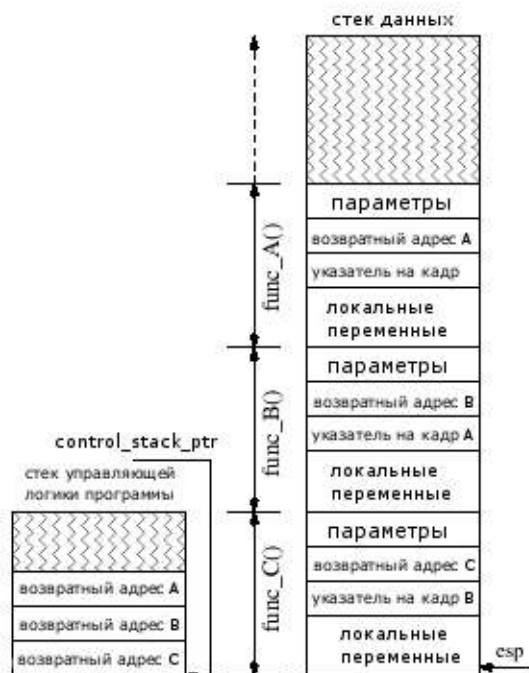 стек данных
параметры
возвратный адрес A
указатель на кадр
локальные
переменные
func_A()
параметры
возвратный адрес B
указатель на кадр A
локальные
переменные
func_B()
параметры
возвратный адрес C
указатель на кадр B
локальные
переменные
func_C()
esp
control_stack_ptr
стек управляющей
логики программы
возвратный адрес A
возвратный адрес B
возвратный адрес C